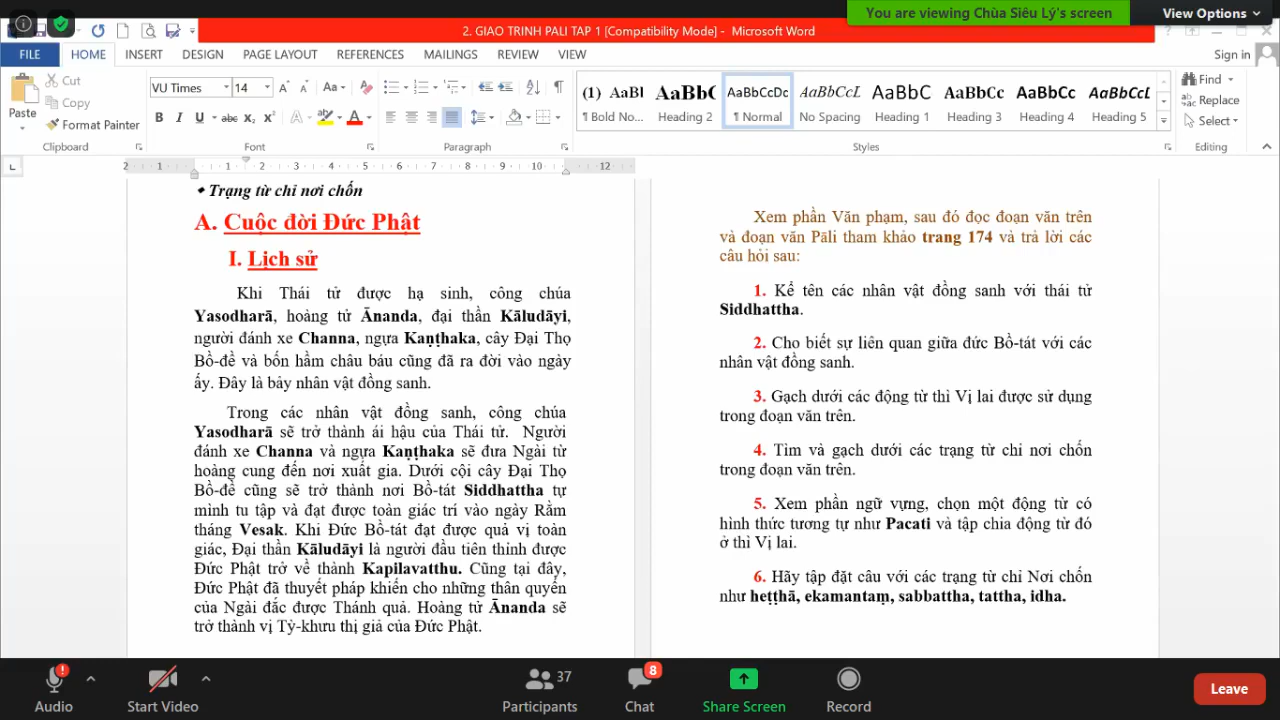 You are viewing Chùa Siêu Lý's screen
View Options
2. GIAO TRINH PALI TAP 1 [Compatibility Mode] - Microsoft Word
FILE HOME INSERT DESIGN PAGE LAYOUT REFERENCES MAILINGS REVIEW VIEW Sign in
Paste
Cut
Copy
Format Painter
Clipboard
VU Times 14
Font
Paragraph
(1) AaBl AaBbC AaBbCcDc AaBbCcL AaBbC AaBbCc AaBbCc AaBbCcL
¶ Bold No... Heading 2 ¶ Normal No Spacing Heading 1 Heading 3 Heading 4 Heading 5
Styles
Find
Replace
Select
Editing
2 1 1 2 3 4 5 6 7 8 9 10 12
• Trạng từ chỉ nơi chốn
A. Cuộc đời Đức Phật
I. Lịch sử
Khi Thái tử được hạ sinh, công chúa
Yasodharā, hoàng tử Ānanda, đại thần Kāludāyi,
người đánh xe Channa, ngựa Kaṇṭhaka, cây Đại Thọ
Bồ-đề và bốn hầm châu báu cũng đã ra đời vào ngày
ấy. Đây là bảy nhân vật đồng sanh.
Trong các nhân vật đồng sanh, công chúa
Yasodharā sẽ trở thành ái hậu của Thái tử. Người
đánh xe Channa và ngựa Kaṇṭhaka sẽ đưa Ngài từ
hoàng cung đến nơi xuất gia. Dưới cội cây Đại Thọ
Bồ-đề cũng sẽ trở thành nơi Bồ-tát Siddhattha tự
mình tu tập và đạt được toàn giác trí vào ngày Rằm
tháng Vesak. Khi Đức Bồ-tát đạt được quả vị toàn
giác, Đại thần Kāludāyi là người đầu tiên thỉnh được
Đức Phật trở về thành Kapilavatthu. Cũng tại đây,
Đức Phật đã thuyết pháp khiến cho những thân quyến
của Ngài đắc được Thánh quả. Hoàng tử Ānanda sẽ
trở thành vị Tỳ-khưu thị giả của Đức Phật.
Xem phần Văn phạm, sau đó đọc đoạn văn trên
và đoạn văn Pāli tham khảo trang 174 và trả lời các
câu hỏi sau:
1. Kể tên các nhân vật đồng sanh với thái tử
Siddhattha.
2. Cho biết sự liên quan giữa đức Bồ-tát với các
nhân vật đồng sanh.
3. Gạch dưới các động từ thì Vị lai được sử dụng
trong đoạn văn trên.
4. Tìm và gạch dưới các trạng từ chỉ nơi chốn
trong đoạn văn trên.
5. Xem phần ngữ vựng, chọn một động từ có
hình thức tương tự như Pacati và tập chia động từ đó
ở thì Vị lai.
6. Hãy tập đặt câu với các trạng từ chỉ Nơi chốn
như heṭṭhā, ekamantaṃ, sabbattha, tattha, idha.
Audio
Start Video
Participants 37
Chat 8
Share Screen
Record
Leave